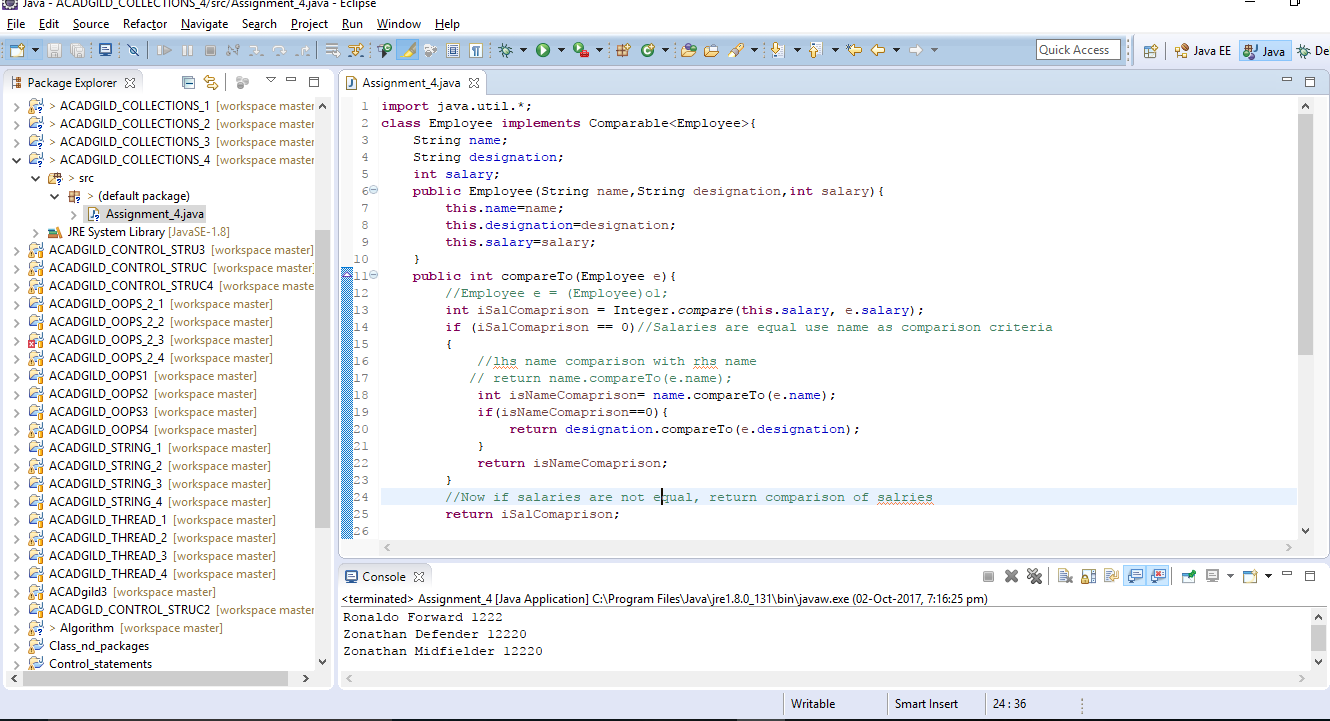 Java - ACADGILD_COLLECTIONS_4/src/Assignment_4.java - Eclipse
File Edit Source Refactor Navigate Search Project Run Window Help
Quick Access
Java EE
Java
De
Package Explorer
> ACADGILD_COLLECTIONS_1 [workspace master
> ACADGILD_COLLECTIONS_2 [workspace master
> ACADGILD_COLLECTIONS_3 [workspace master
> ACADGILD_COLLECTIONS_4 [workspace master
> src
> (default package)
Assignment_4.java
JRE System Library [JavaSE-1.8]
ACADGILD_CONTROL_STRU3 [workspace master]
ACADGILD_CONTROL_STRUC [workspace master]
ACADGILD_CONTROL_STRUC4 [workspace maste
ACADGILD_OOPS_2_1 [workspace master]
ACADGILD_OOPS_2_2 [workspace master]
ACADGILD_OOPS_2_3 [workspace master]
ACADGILD_OOPS_2_4 [workspace master]
ACADGILD_OOPS1 [workspace master]
ACADGILD_OOPS2 [workspace master]
ACADGILD_OOPS3 [workspace master]
ACADGILD_OOPS4 [workspace master]
ACADGILD_STRING_1 [workspace master]
ACADGILD_STRING_2 [workspace master]
ACADGILD_STRING_3 [workspace master]
ACADGILD_STRING_4 [workspace master]
ACADGILD_THREAD_1 [workspace master]
ACADGILD_THREAD_2 [workspace master]
ACADGILD_THREAD_3 [workspace master]
ACADGILD_THREAD_4 [workspace master]
ACADgild3 [workspace master]
ACADGLD_CONTROL_STRUC2 [workspace master
> Algorithm [workspace master]
Class_nd_packages
Control_statements
Assignment_4.java
1 import java.util.*;
2 class Employee implements Comparable<Employee>{
3 String name;
4 String designation;
5 int salary;
6 public Employee(String name,String designation,int salary){
7 this.name=name;
8 this.designation=designation;
9 this.salary=salary;
10 }
11 public int compareTo(Employee e){
12 //Employee e = (Employee)o1;
13 int iSalComaprison = Integer.compare(this.salary, e.salary);
14 if (iSalComaprison == 0)//Salaries are equal use name as comparison criteria
15 {
16 //lhs name comparison with rhs name
17 // return name.compareTo(e.name);
18 int isNameComaprison= name.compareTo(e.name);
19 if(isNameComaprison==0){
20 return designation.compareTo(e.designation);
21 }
22 return isNameComaprison;
23 }
24 //Now if salaries are not equal, return comparison of salries
25 return iSalComaprison;
26
Console
<terminated> Assignment_4 [Java Application] C:\Program Files\Java\jre1.8.0_131\bin\javaw.exe (02-Oct-2017, 7:16:25 pm)
Ronaldo Forward 1222
Zonathan Defender 12220
Zonathan Midfielder 12220
Writable Smart Insert 24 : 36